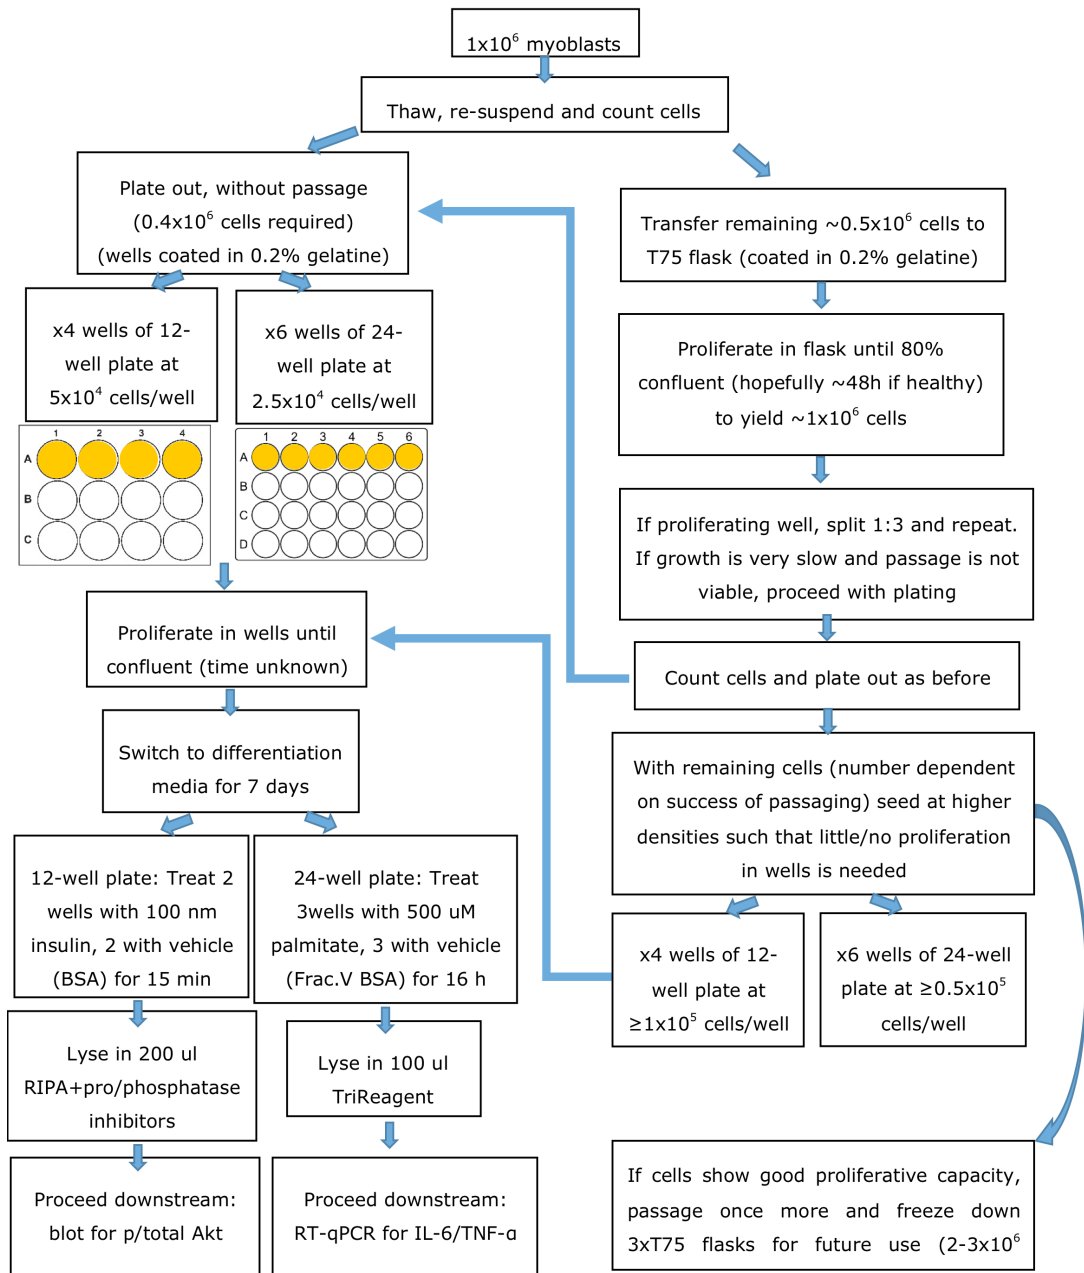 1x10⁶ myoblasts
Thaw, re-suspend and count cells
Plate out, without passage
(0.4x10⁶ cells required)
(wells coated in 0.2% gelatine)
x4 wells of 12-
well plate at
5x10⁴ cells/well
x6 wells of 24-
well plate at
2.5x10⁴ cells/well
1 2 3 4
A
B
C
1 2 3 4 5 6
A
B
C
D
Proliferate in wells until
confluent (time unknown)
Switch to differentiation
media for 7 days
12-well plate: Treat 2
wells with 100 nm
insulin, 2 with vehicle
(BSA) for 15 min
24-well plate: Treat
3wells with 500 uM
palmitate, 3 with vehicle
(Frac.V BSA) for 16 h
Lyse in 200 ul
RIPA+pro/phosphatase
inhibitors
Lyse in 100 ul
TriReagent
Proceed downstream:
blot for p/total Akt
Proceed downstream:
RT-qPCR for IL-6/TNF-α
Transfer remaining ~0.5x10⁶ cells to
T75 flask (coated in 0.2% gelatine)
Proliferate in flask until 80%
confluent (hopefully ~48h if healthy)
to yield ~1x10⁶ cells
If proliferating well, split 1:3 and repeat.
If growth is very slow and passage is not
viable, proceed with plating
Count cells and plate out as before
With remaining cells (number dependent
on success of passaging) seed at higher
densities such that little/no proliferation
in wells is needed
x4 wells of 12-
well plate at
≥1x10⁵ cells/well
x6 wells of 24-well
plate at ≥0.5x10⁵
cells/well
If cells show good proliferative capacity,
passage once more and freeze down
3xT75 flasks for future use (2-3x10⁶